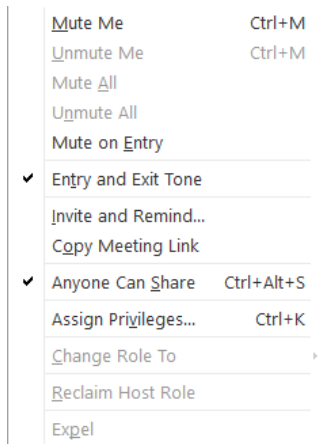 Mute Me Ctrl+M
Unmute Me Ctrl+M
Mute All
Unmute All
Mute on Entry
Entry and Exit Tone
Invite and Remind...
Copy Meeting Link
Anyone Can Share Ctrl+Alt+S
Assign Privileges... Ctrl+K
Change Role To
Reclaim Host Role
Expel